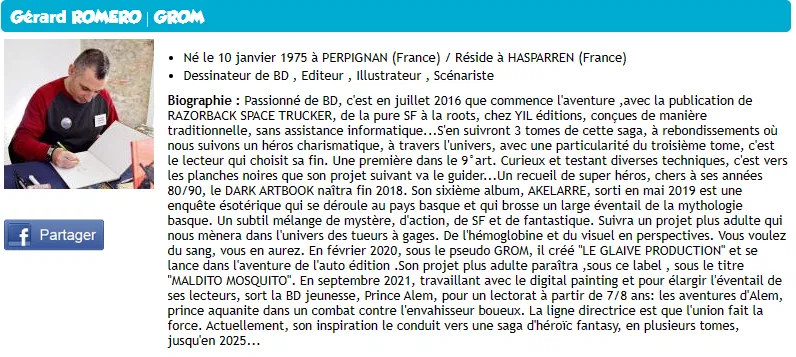 Gérard ROMERO | GROM
Né le 10 janvier 1975 à PERPIGNAN (France) / Réside à HASPARREN (France)
Dessinateur de BD , Editeur , Illustrateur , Scénariste
Biographie : Passionné de BD, c'est en juillet 2016 que commence l'aventure ,avec la publication de
RAZORBACK SPACE TRUCKER, de la pure SF à la roots, chez YIL éditions, conçues de manière
traditionnelle, sans assistance informatique...S'en suivront 3 tomes de cette saga, à rebondissements où
nous suivons un héros charismatique, à travers l'univers, avec une particularité du troisième tome, c'est
le lecteur qui choisit sa fin. Une première dans le 9°art. Curieux et testant diverses techniques, c'est vers
les planches noires que son projet suivant va le guider...Un recueil de super héros, chers à ses années
80/90, le DARK ARTBOOK naîtra fin 2018. Son sixième album, AKELARRE, sorti en mai 2019 est une
enquête ésotérique qui se déroule au pays basque et qui brosse un large éventail de la mythologie
basque. Un subtil mélange de mystère, d'action, de SF et de fantastique. Suivra un projet plus adulte qui
nous mènera dans l'univers des tueurs à gages. De l'hémoglobine et du visuel en perspectives. Vous voulez
du sang, vous en aurez. En février 2020, sous le pseudo GROM, il créé "LE GLAIVE PRODUCTION" et se
lance dans l'aventure de l'auto édition .Son projet plus adulte paraîtra ,sous ce label , sous le titre
"MALDITO MOSQUITO". En septembre 2021, travaillant avec le digital painting et pour élargir l'éventail de
ses lecteurs, sort la BD jeunesse, Prince Alem, pour un lectorat à partir de 7/8 ans: les aventures d'Alem,
prince aquanite dans un combat contre l'envahisseur boueux. La ligne directrice est que l'union fait la
force. Actuellement, son inspiration le conduit vers une saga d'héroïc fantasy, en plusieurs tomes,
jusqu'en 2025...
f Partager